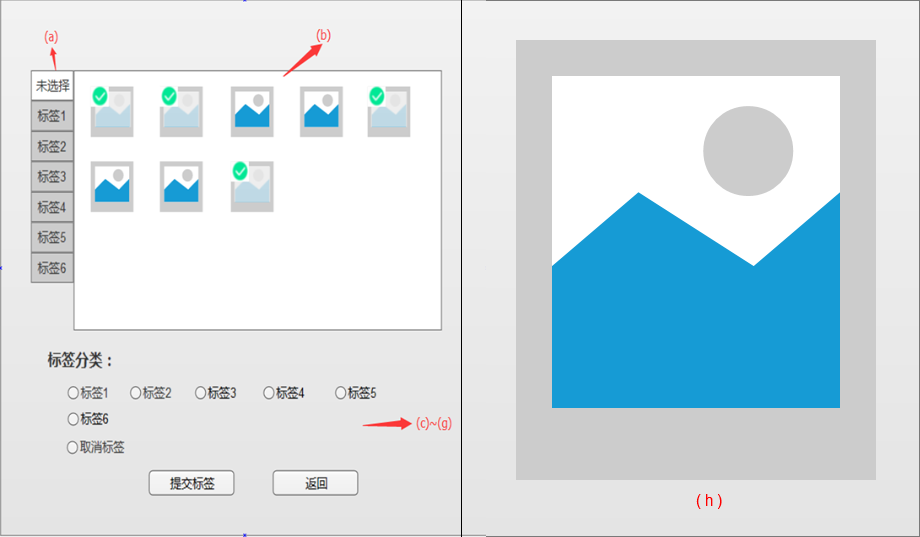 (a)
(b)
未选择
标签1
标签2
标签3
标签4
标签5
标签6
标签分类：
标签1 标签2 标签3 标签4 标签5
标签6
(c)~(g)
取消标签
提交标签 返回
( h )